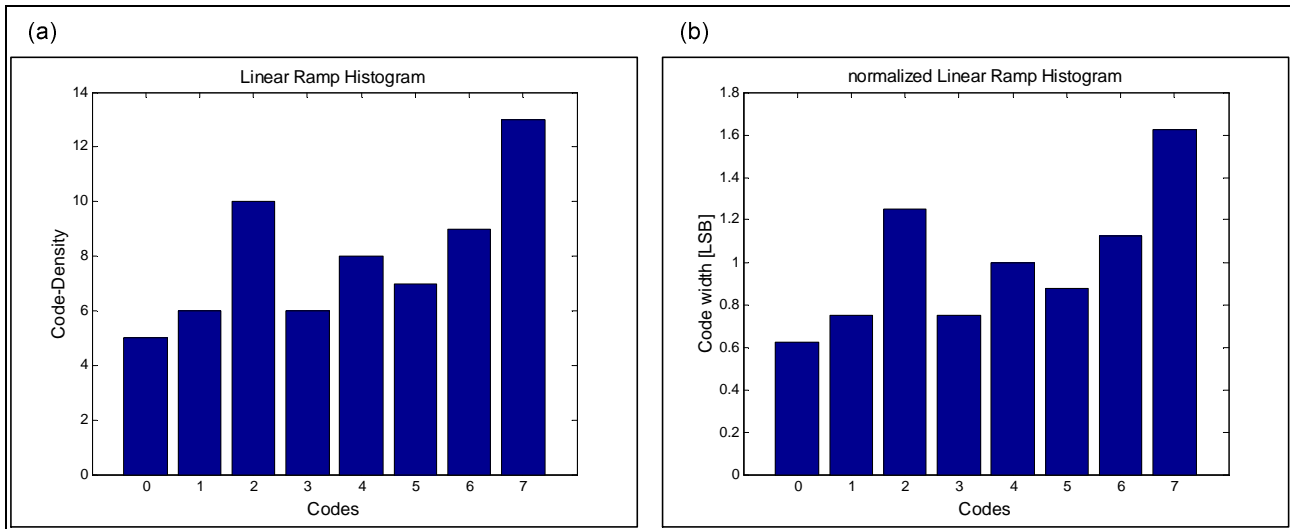 (a)
Linear Ramp Histogram
14
12
10
8
6
4
2
0
Code-Density
0 1 2 3 4 5 6 7
Codes
(b)
normalized Linear Ramp Histogram
1.8
1.6
1.4
1.2
1
0.8
0.6
0.4
0.2
0
Code width [LSB]
0 1 2 3 4 5 6 7
Codes